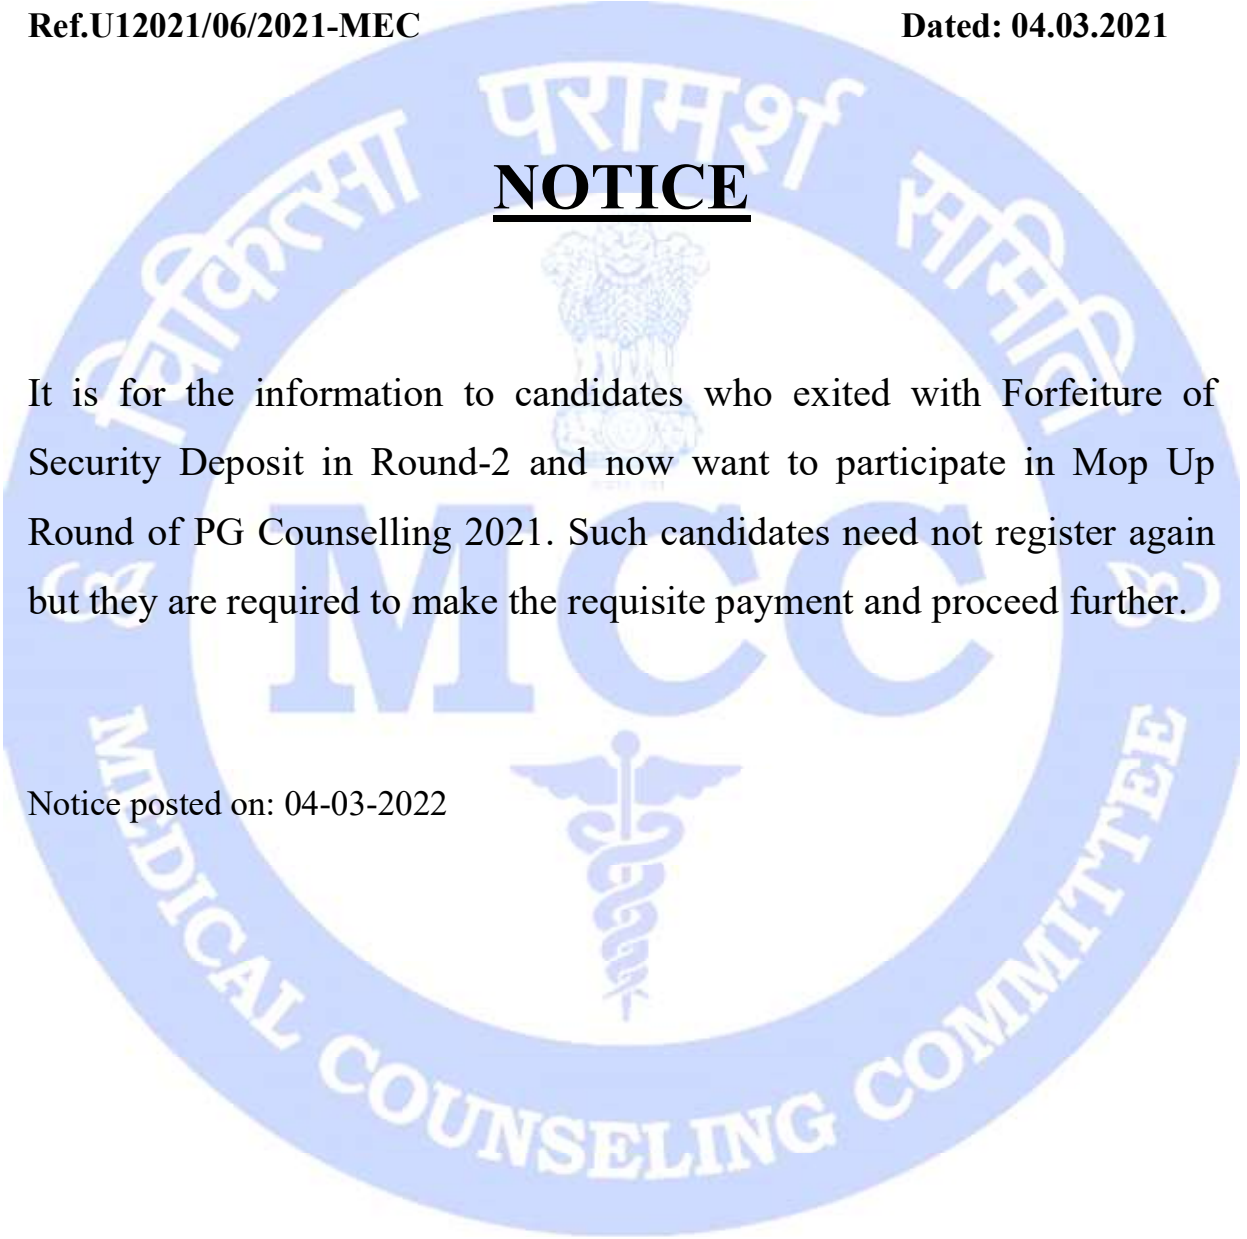 Ref.U12021/06/2021-MEC Dated: 04.03.2021
चिकित्सा परामर्श समिति
NOTICE
It is for the information to candidates who exited with Forfeiture of
Security Deposit in Round-2 and now want to participate in Mop Up
Round of PG Counselling 2021. Such candidates need not register again
but they are required to make the requisite payment and proceed further.
MCC
Notice posted on: 04-03-2022
MEDICAL COUNSELING COMMITTEE